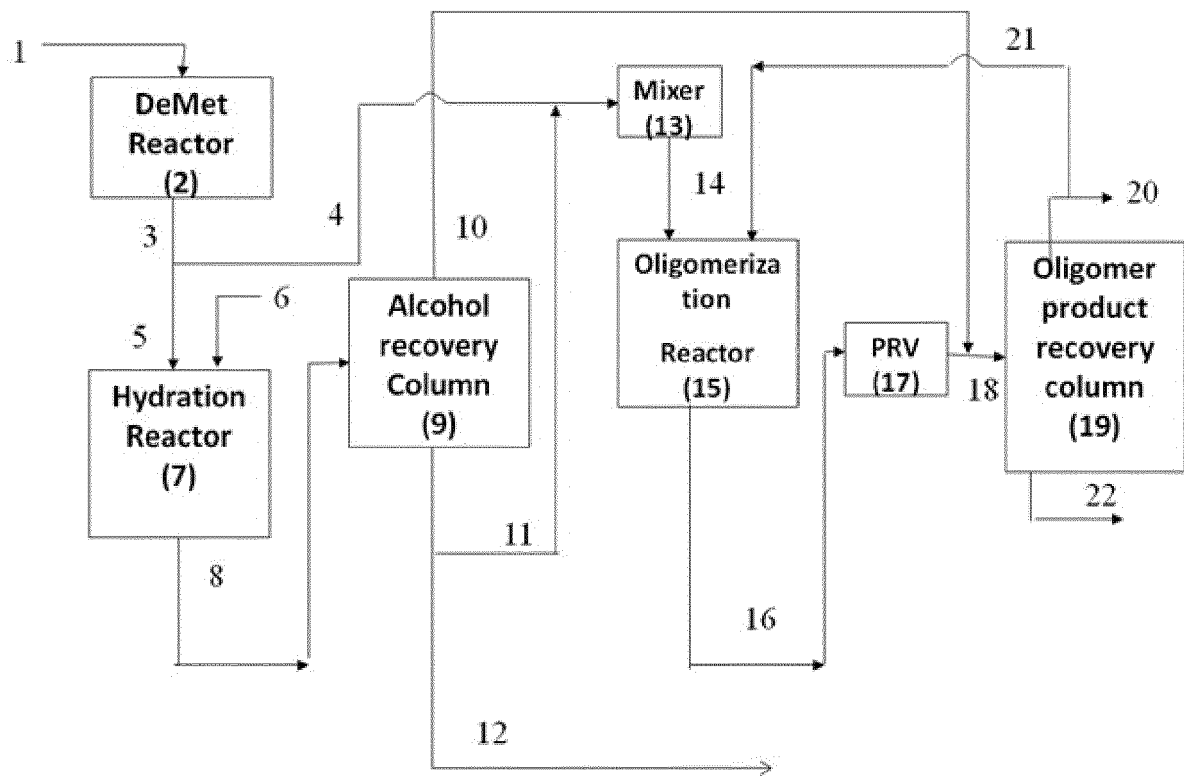 1
21
DeMet
Reactor
(2)
Mixer
(13)
3
4
10
14
20
5
6
Alcohol
recovery
Column
(9)
Oligomeriza
tion
Reactor
(15)
PRV
(17)
18
Oligomer
product
recovery
column
(19)
Hydration
Reactor
(7)
22
8
11
16
12